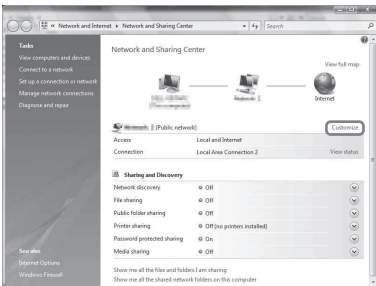 « Network and Internet ▸ Network and Sharing Center
Search
Tasks
View computers and devices
Connect to a network
Set up a connection or network
Manage network connections
Diagnose and repair
See also
Internet Options
Windows Firewall
Network and Sharing Center
View full map
Internet
(Public network)
Customize
Access Local and Internet
Connection Local Area Connection 2 View status
Sharing and Discovery
Network discovery Off
File sharing Off
Public folder sharing Off
Printer sharing Off (no printers installed)
Password protected sharing On
Media sharing Off
Show me all the files and folders I am sharing
Show me all the shared network folders on this computer